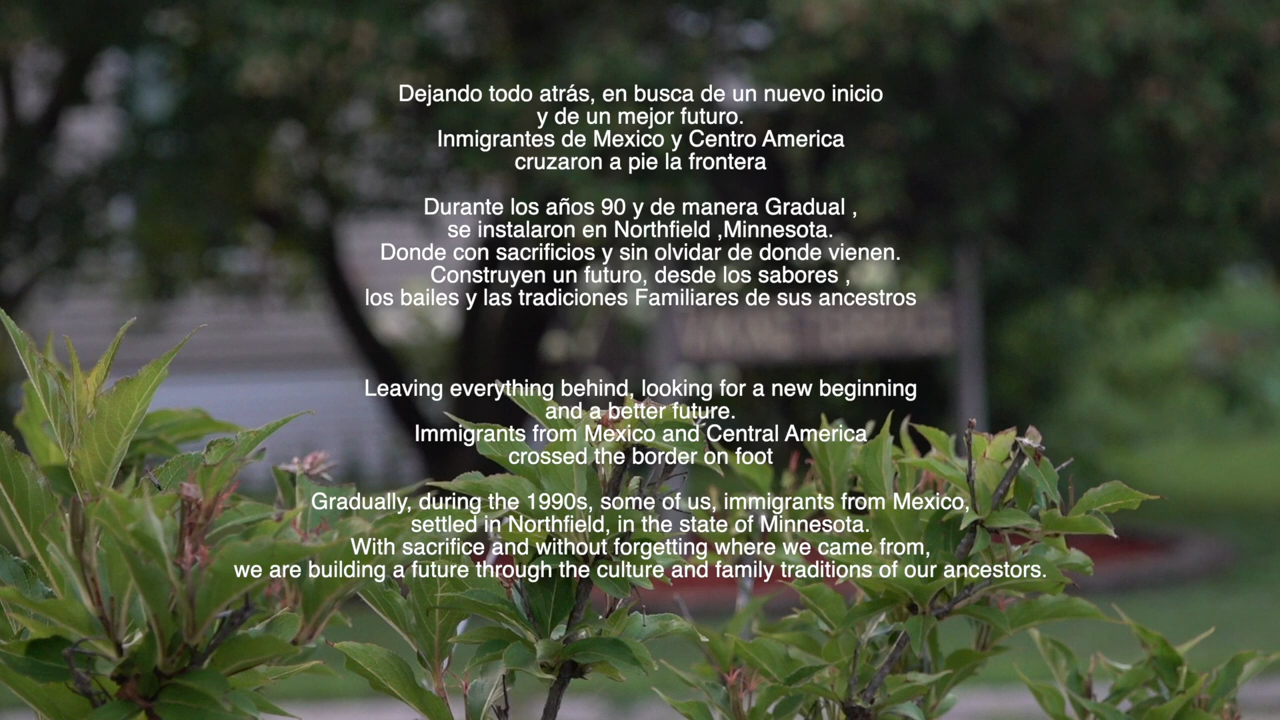 Dejando todo atrás, en busca de un nuevo inicio
y de un mejor futuro.
Inmigrantes de Mexico y Centro America
cruzaron a pie la frontera
Durante los años 90 y de manera Gradual ,
se instalaron en Northfield ,Minnesota.
Donde con sacrificios y sin olvidar de donde vienen.
Construyen un futuro, desde los sabores ,
los bailes y las tradiciones Familiares de sus ancestros
Leaving everything behind, looking for a new beginning
and a better future.
Immigrants from Mexico and Central America
crossed the border on foot
Gradually, during the 1990s, some of us, immigrants from Mexico,
settled in Northfield, in the state of Minnesota.
With sacrifice and without forgetting where we came from,
we are building a future through the culture and family traditions of our ancestors.